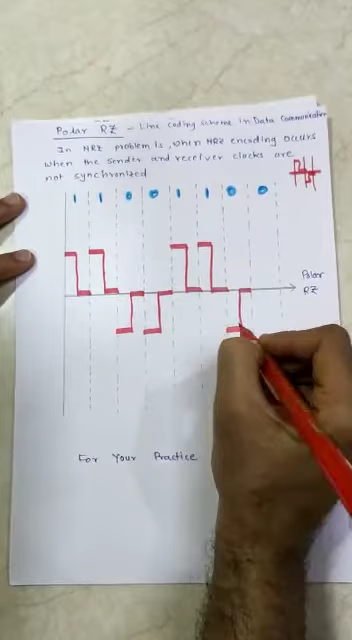 Polar RZ - Line coding scheme in Data Communication
In NRZ problem is, when NRZ encoding occurs
when the sender and receiver clocks are
not synchronized
1 1 0 0 1 1 0 0
Polar
RZ
For Your Practice